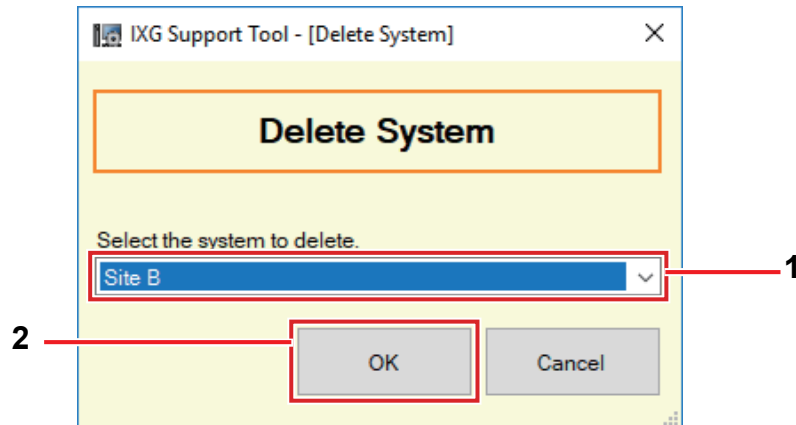 IXG Support Tool - [Delete System]
Delete System
Select the system to delete.
Site B
1
2
OK
Cancel